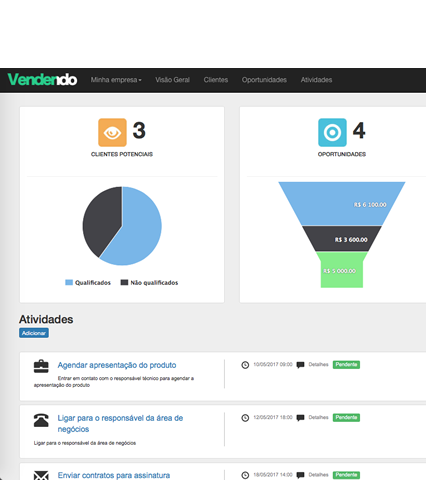 Vendendo Minha empresa Visão Geral Clientes Oportunidades Atividades
3
CLIENTES POTENCIAIS
4
OPORTUNIDADES
R$ 6 100.00
R$ 3 600.00
R$ 5 000.00
Qualificados Não qualificados
Atividades
Adicionar
Agendar apresentação do produto
10/05/2017 09:00 Detalhes Pendente
Entrar em contato com o responsável técnico para agendar a
apresentação do produto
Ligar para o responsável da área de
negócios
12/05/2017 18:00 Detalhes Pendente
Ligar para o responsável da área de negócios
Enviar contratos para assinatura
19/05/2017 14:00 Detalhes Pendente